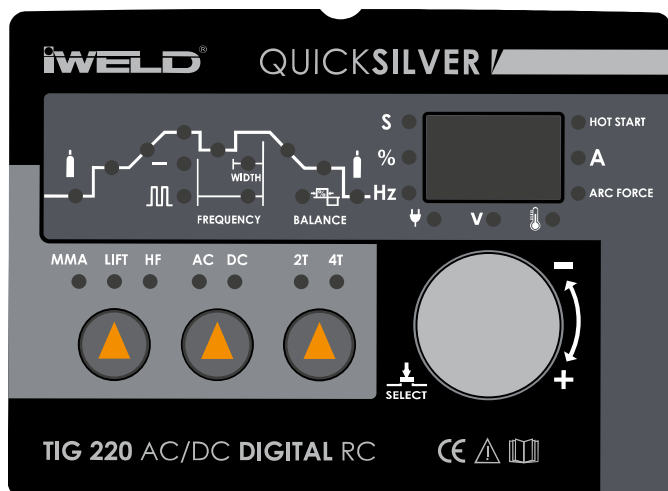 iWELD® QUICKSILVER
S
HOT START
%
A
WIDTH
Hz
ARC FORCE
FREQUENCY
BALANCE
V
MMA LIFT HF AC DC 2T 4T
−
+
SELECT
TIG 220 AC/DC DIGITAL RC
CE